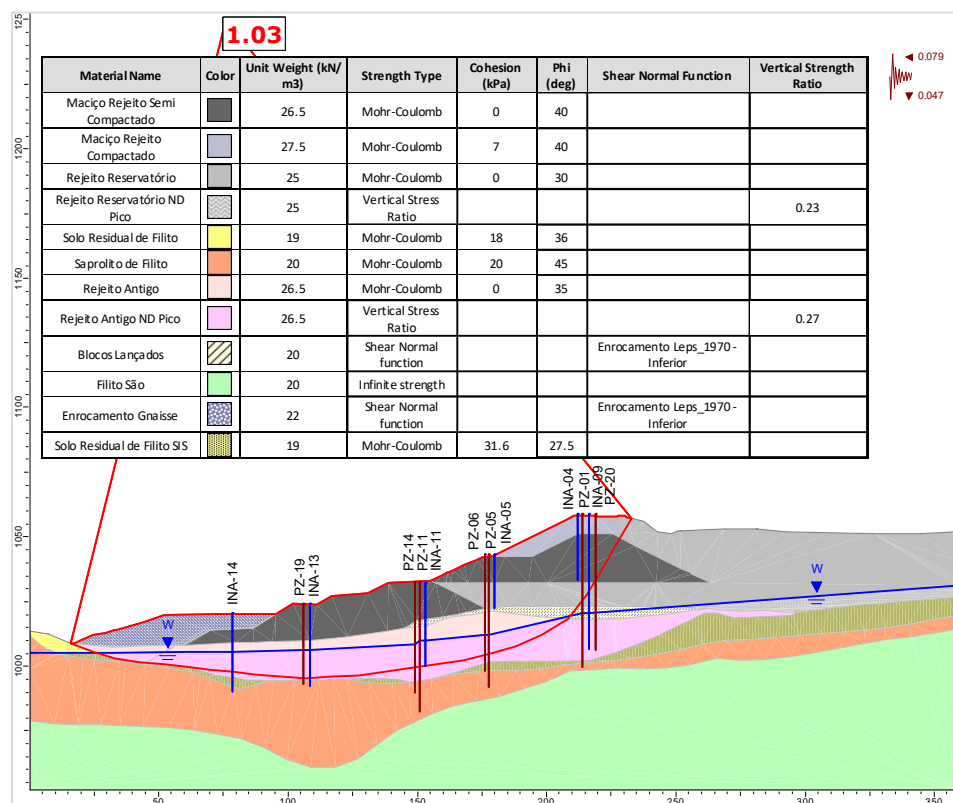 125
1.03
0.079
0.047
Material Name Color Unit Weight (kN/ Strength Type Cohesion Phi Shear Normal Function Vertical Strength
m3) (kPa) (deg) Ratio
Maciço Rejeito Semi
Compactado 26.5 Mohr-Coulomb 0 40
Maciço Rejeito
Compactado 27.5 Mohr-Coulomb 7 40
1200
Rejeito Reservatório 25 Mohr-Coulomb 0 30
Rejeito Reservatório ND
Pico 25 Vertical Stress
Ratio 0.23
Solo Residual de Filito 19 Mohr-Coulomb 18 36
Saprolito de Filito 20 Mohr-Coulomb 20 45
1150
Rejeito Antigo 26.5 Mohr-Coulomb 0 35
Rejeito Antigo ND Pico 26.5 Vertical Stress
Ratio 0.27
Blocos Lançados 20 Shear Normal
function Enrocamento Leps_1970 -
Inferior
Filito São 20 Infinite strength
1100
Enrocamento Gnaisse 22 Shear Normal
function Enrocamento Leps_1970 -
Inferior
Solo Residual de Filito SIS 19 Mohr-Coulomb 31.6 27.5
1050
1000
INA-14
PZ-19
INA-13
PZ-14
PZ-11
INA-11
PZ-06
PZ-05
INA-05
INA-04
PZ-01
INA-09
PZ-20
W
W
50 100 150 200 250 300 350